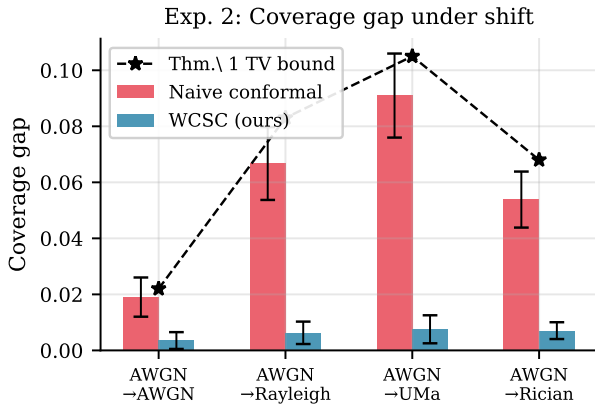 Exp. 2: Coverage gap under shift
Coverage gap
0.10
0.08
0.06
0.04
0.02
0.00
Thm.\ 1 TV bound
Naive conformal
WCSC (ours)
AWGN
→AWGN
AWGN
→Rayleigh
AWGN
→UMa
AWGN
→Rician